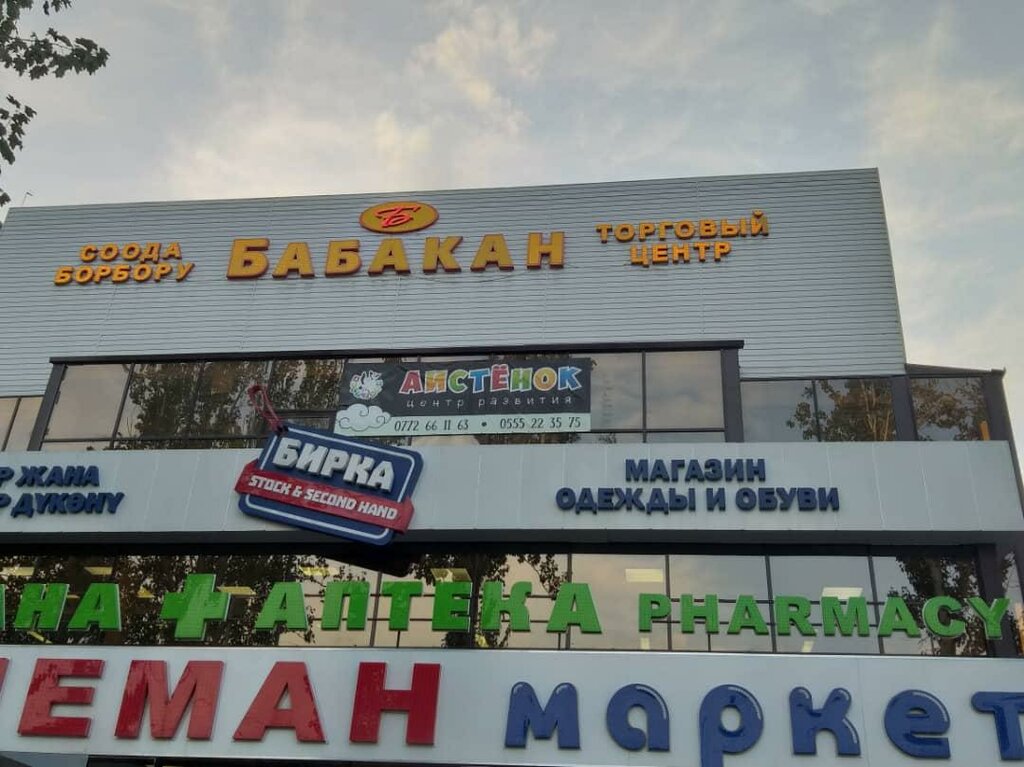 СООДА
БОРБОРУ
Б
БАБАКАН
ТОРГОВЫЙ
ЦЕНТР
АИСТЁНОК
центр развития
0772 66 11 63 • 0555 22 35 75
Р ЖАНА
Р ДҮКӨНҮ
БИРКА
STOCK & SECOND HAND
МАГАЗИН
ОДЕЖДЫ И ОБУВИ
АНА + АПТЕКА PHARMACY
ЕМАН маркет